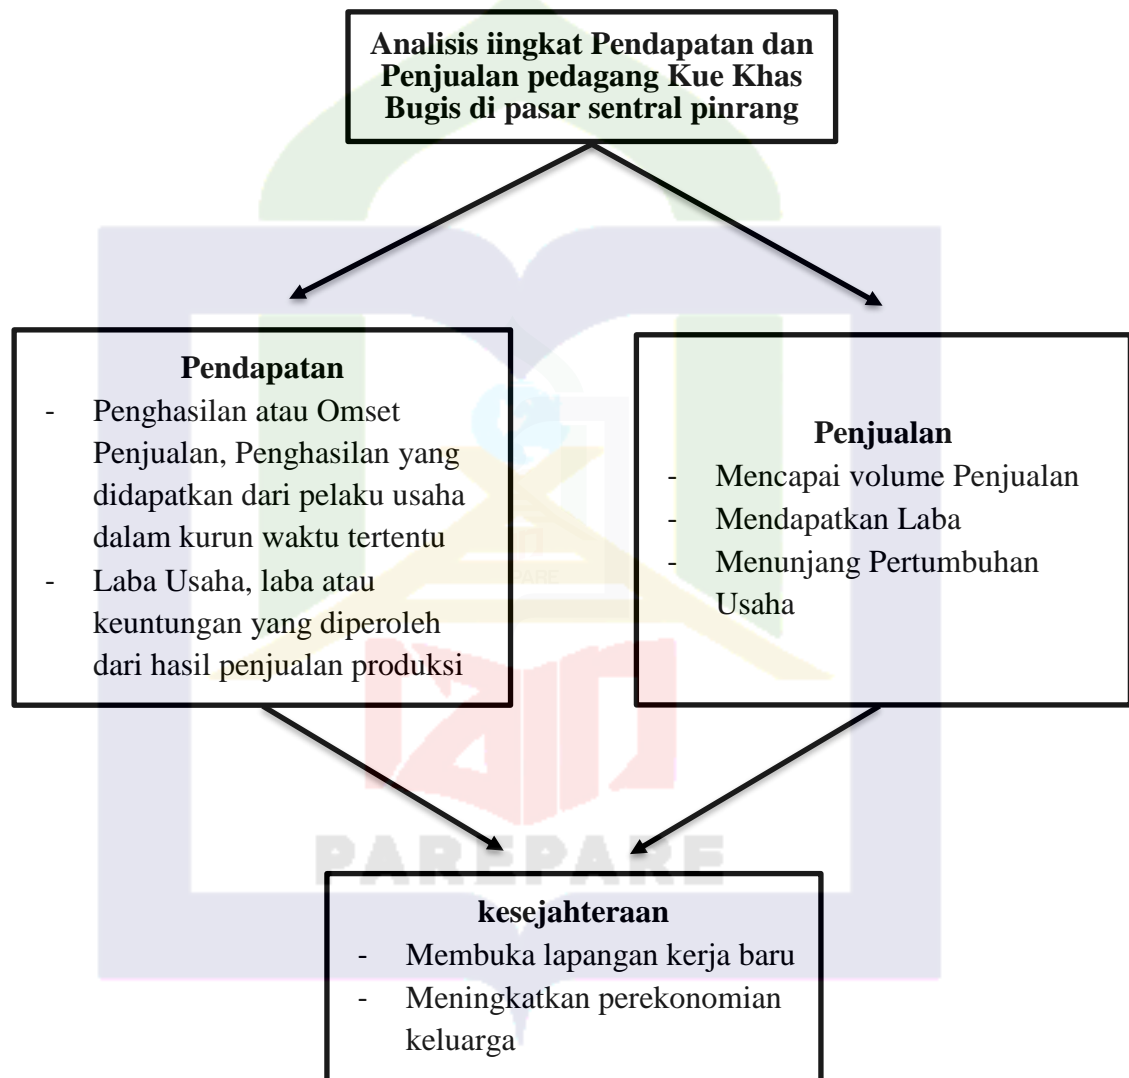 Analisis iingkat Pendapatan dan
Penjualan pedagang Kue Khas
Bugis di pasar sentral pinrang
Pendapatan
- Penghasilan atau Omset
Penjualan, Penghasilan yang
didapatkan dari pelaku usaha
dalam kurun waktu tertentu
- Laba Usaha, laba atau
keuntungan yang diperoleh
dari hasil penjualan produksi
Penjualan
- Mencapai volume Penjualan
- Mendapatkan Laba
- Menunjang Pertumbuhan
Usaha
PARE
PAREPARE
kesejahteraan
- Membuka lapangan kerja baru
- Meningkatkan perekonomian
keluarga